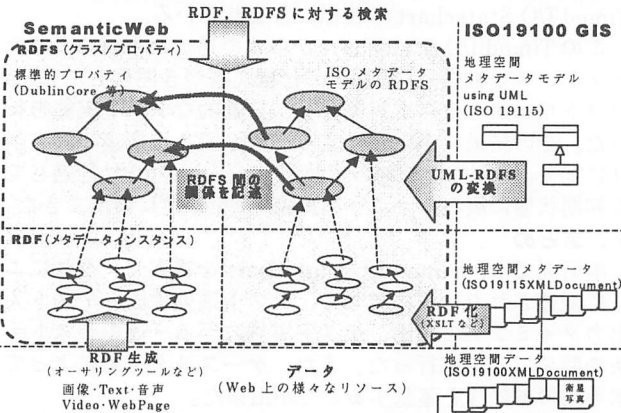 RDF, RDFSに対する検索
SemanticWeb
ISO19100 GIS
RDFS(クラス/プロパティ)
標準的プロパティ
(DublinCore 等)
ISO メタデータ
モデルの RDFS
地理空間
メタデータモデル
using UML
(ISO 19115)
RDFS 間の
関係を記述
UML-RDFS
の変換
RDF(メタデータインスタンス)
地理空間メタデータ
(ISO19115XMLDocument)
RDF 化
(XSLT など)
RDF 生成
(オーサリングツールなど)
画像・Text・音声
Video・WebPage
データ
(Web 上の様々なリソース)
地理空間データ
(ISO19100XMLDocument)
衛星
写真